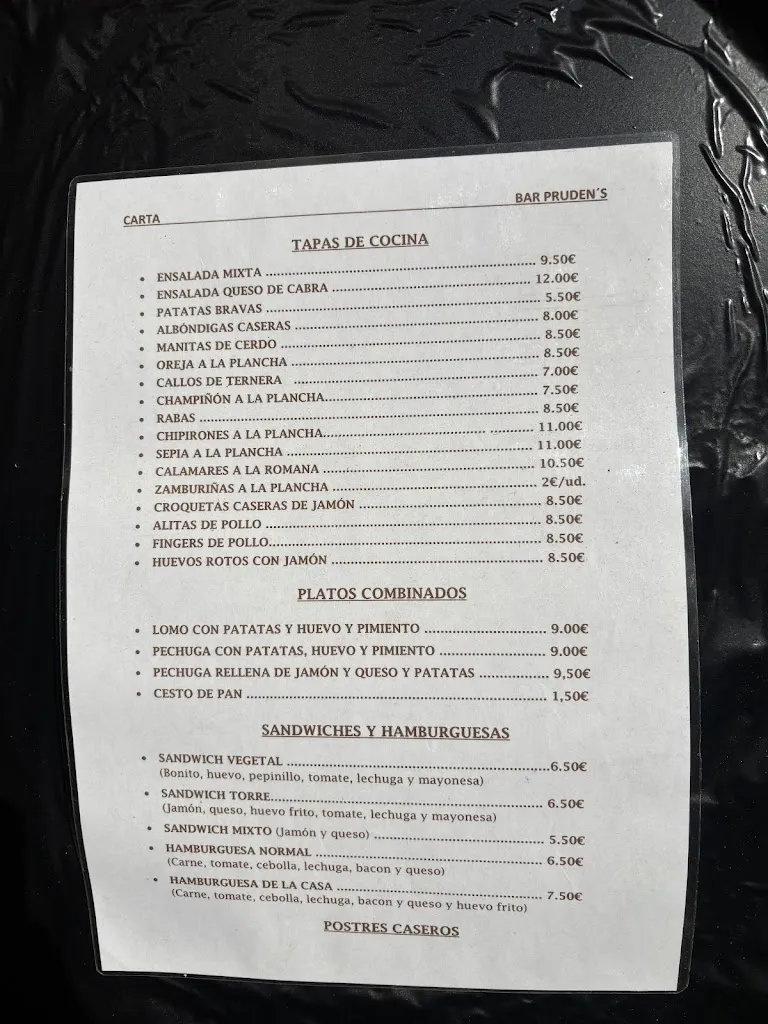 CARTA BAR PRUDEN´S
TAPAS DE COCINA
• ENSALADA MIXTA ........................................ 9.50€
• ENSALADA QUESO DE CABRA ........................................ 12.00€
• PATATAS BRAVAS ........................................ 5.50€
• ALBÓNDIGAS CASERAS ........................................ 8.00€
• MANITAS DE CERDO ........................................ 8.50€
• OREJA A LA PLANCHA ........................................ 8.50€
• CALLOS DE TERNERA ........................................ 7.00€
• CHAMPIÑÓN A LA PLANCHA........................................ 7.50€
• RABAS ........................................ 8.50€
• CHIPIRONES A LA PLANCHA........................................ 11.00€
• SEPIA A LA PLANCHA ........................................ 11.00€
• CALAMARES A LA ROMANA ........................................ 10.50€
• ZAMBURIÑAS A LA PLANCHA ........................................ 2€/ud.
• CROQUETAS CASERAS DE JAMÓN ........................................ 8.50€
• ALITAS DE POLLO ........................................ 8.50€
• FINGERS DE POLLO........................................ 8.50€
• HUEVOS ROTOS CON JAMÓN ........................................ 8.50€
PLATOS COMBINADOS
• LOMO CON PATATAS Y HUEVO Y PIMIENTO .............................. 9.00€
• PECHUGA CON PATATAS, HUEVO Y PIMIENTO ........................... 9.00€
• PECHUGA RELLENA DE JAMÓN Y QUESO Y PATATAS ................. 9,50€
• CESTO DE PAN ........................................ 1,50€
SANDWICHES Y HAMBURGUESAS
• SANDWICH VEGETAL ........................................6.50€
(Bonito, huevo, pepinillo, tomate, lechuga y mayonesa)
• SANDWICH TORRE........................................ 6.50€
(Jamón, queso, huevo frito, tomate, lechuga y mayonesa)
• SANDWICH MIXTO (Jamón y queso) ........................................ 5.50€
• HAMBURGUESA NORMAL ........................................ 6.50€
(Carne, tomate, cebolla, lechuga, bacon y queso)
• HAMBURGUESA DE LA CASA ........................................ 7.50€
(Carne, tomate, cebolla, lechuga, bacon y queso y huevo frito)
POSTRES CASEROS